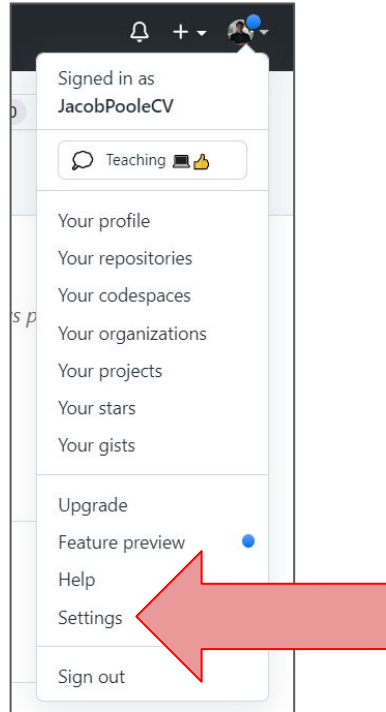 Signed in as
JacobPooleCV
Teaching 💻👍
Your profile
Your repositories
Your codespaces
s p
Your organizations
Your projects
Your stars
Your gists
Upgrade
Feature preview
Help
Settings
Sign out